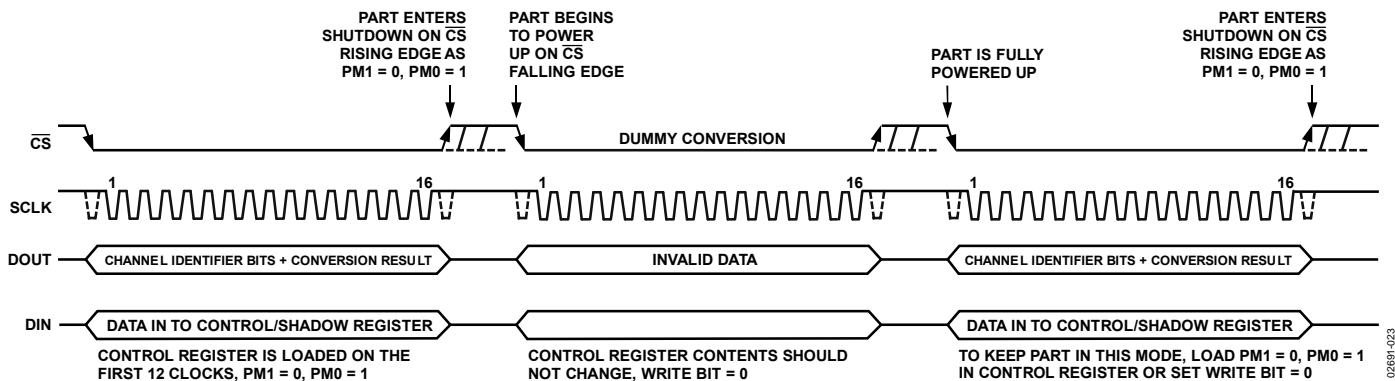 PART ENTERS
SHUTDOWN ON CS
RISING EDGE AS
PM1 = 0, PM0 = 1
PART BEGINS
TO POWER
UP ON CS
FALLING EDGE
PART IS FULLY
POWERED UP
PART ENTERS
SHUTDOWN ON CS
RISING EDGE AS
PM1 = 0, PM0 = 1
CS
DUMMY CONVERSION
SCLK
1
16
1
16
1
16
DOUT
CHANNEL IDENTIFIER BITS + CONVERSION RESULT
INVALID DATA
CHANNEL IDENTIFIER BITS + CONVERSION RESULT
DIN
DATA IN TO CONTROL/SHADOW REGISTER
DATA IN TO CONTROL/SHADOW REGISTER
CONTROL REGISTER IS LOADED ON THE
FIRST 12 CLOCKS, PM1 = 0, PM0 = 1
CONTROL REGISTER CONTENTS SHOULD
NOT CHANGE, WRITE BIT = 0
TO KEEP PART IN THIS MODE, LOAD PM1 = 0, PM0 = 1
IN CONTROL REGISTER OR SET WRITE BIT = 0
02691-023